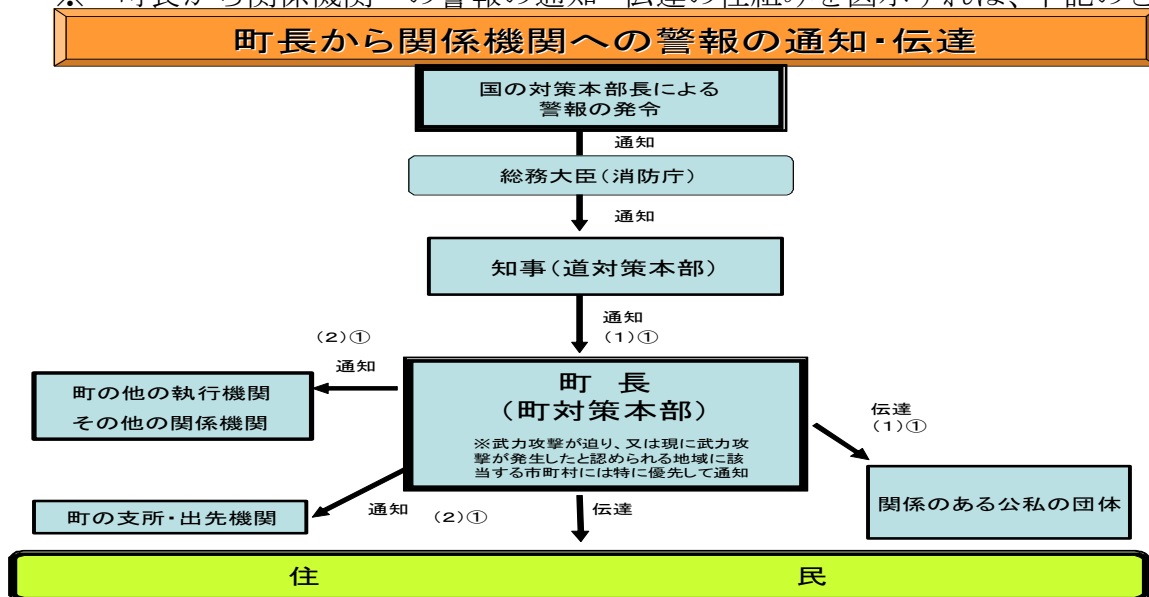 町長から関係機関への警報の通知・伝達
国の対策本部長による
警報の発令
通知
総務大臣(消防庁)
通知
知事(道対策本部)
通知
(1)①
(2)①
通知
町の他の執行機関
その他の関係機関
町 長
(町対策本部)
※武力攻撃が迫り、又は現に武力攻
撃が発生したと認められる地域に該
当する市町村には特に優先して通知
伝達
(1)①
関係のある公私の団体
町の支所・出先機関
通知 (2)①
伝達
住 民